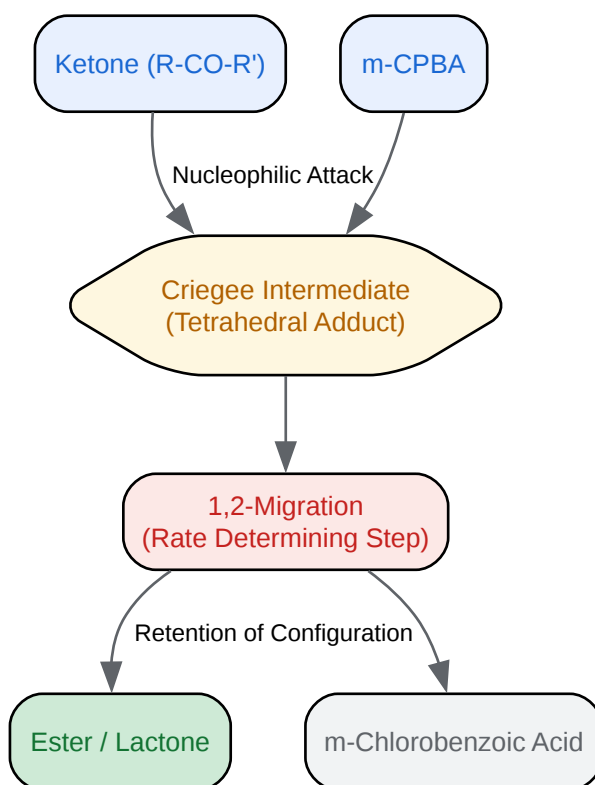 Ketone (R-CO-R')
m-CPBA
Nucleophilic Attack
Criegee Intermediate
(Tetrahedral Adduct)
1,2-Migration
(Rate Determining Step)
Retention of Configuration
Ester / Lactone
m-Chlorobenzoic Acid